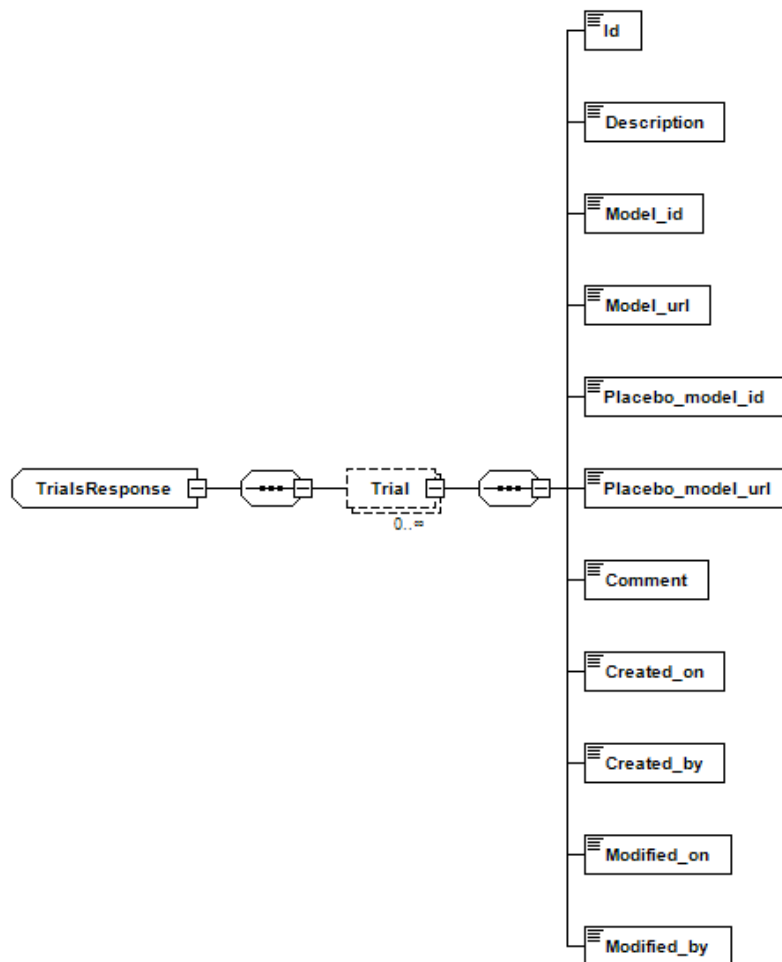 Id
Description
Model_id
Model_url
Placebo_model_id
TrialsResponse
Trial
Placebo_model_url
0..∞
Comment
Created_on
Created_by
Modified_on
Modified_by